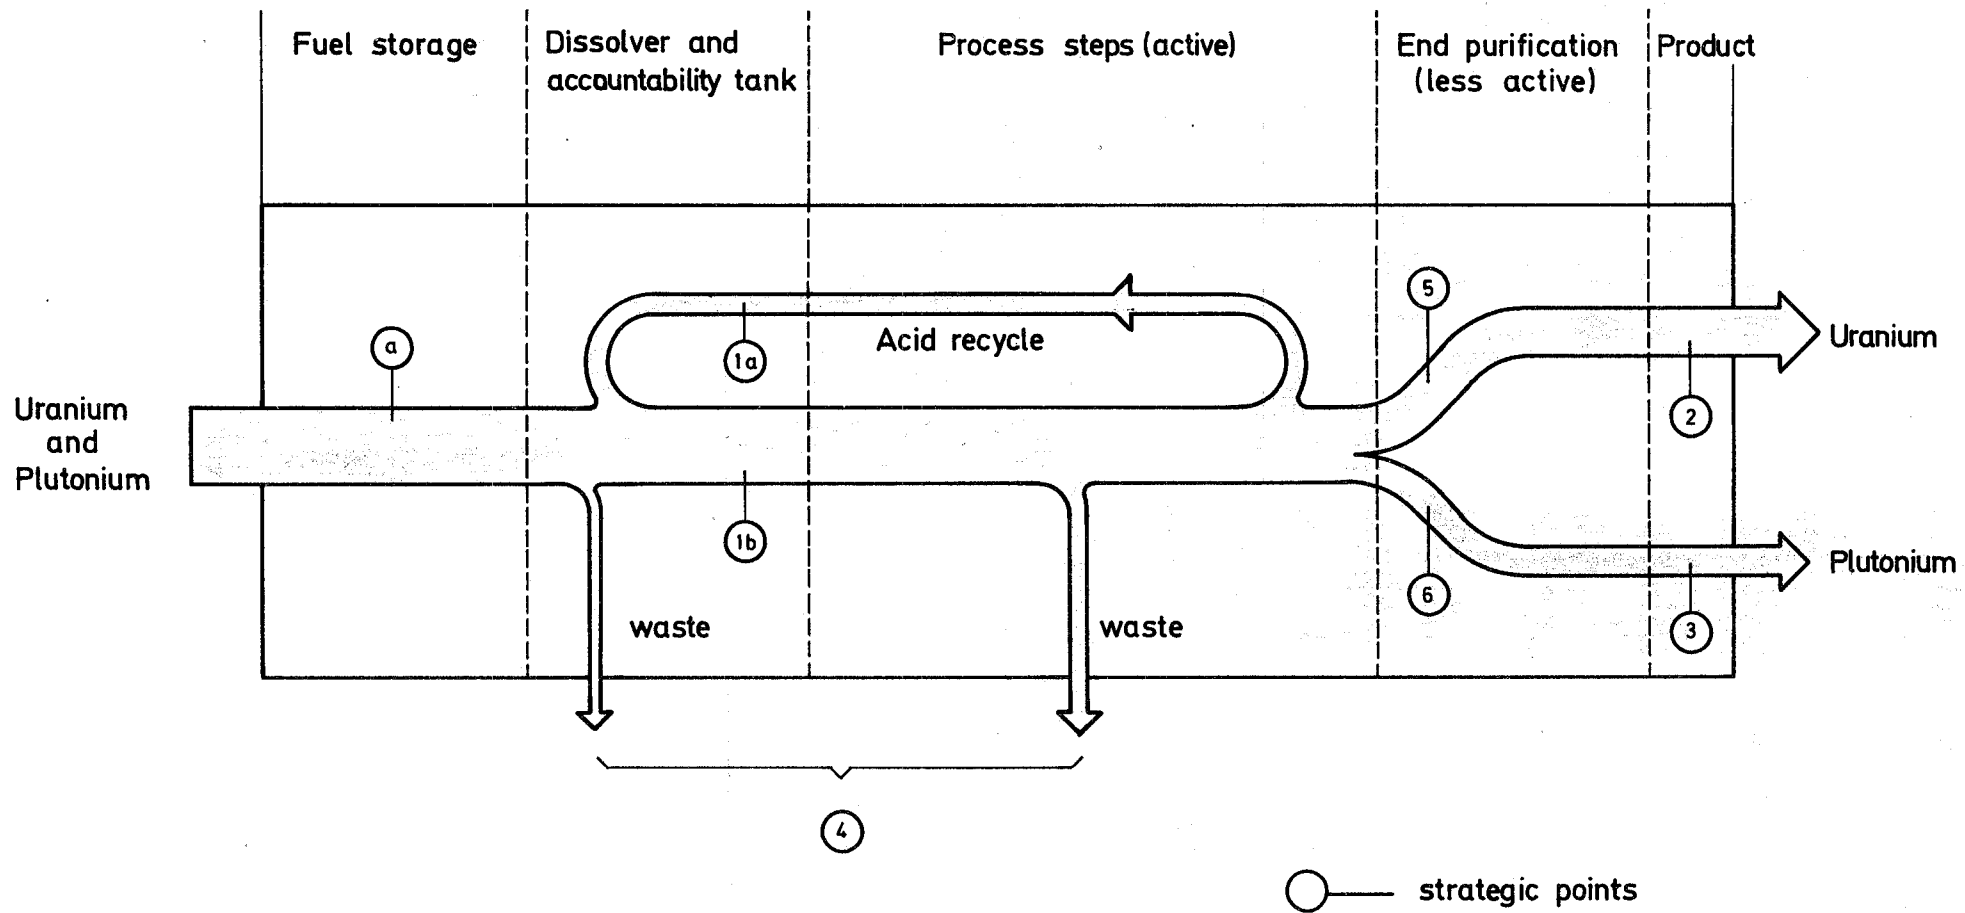 Fuel storage
Dissolver and
accountability tank
Process steps (active)
End purification
(less active)
Product
5
a
1a
Acid recycle
Uranium
2
Uranium
and
Plutonium
1b
6
Plutonium
3
waste
waste
4
strategic points